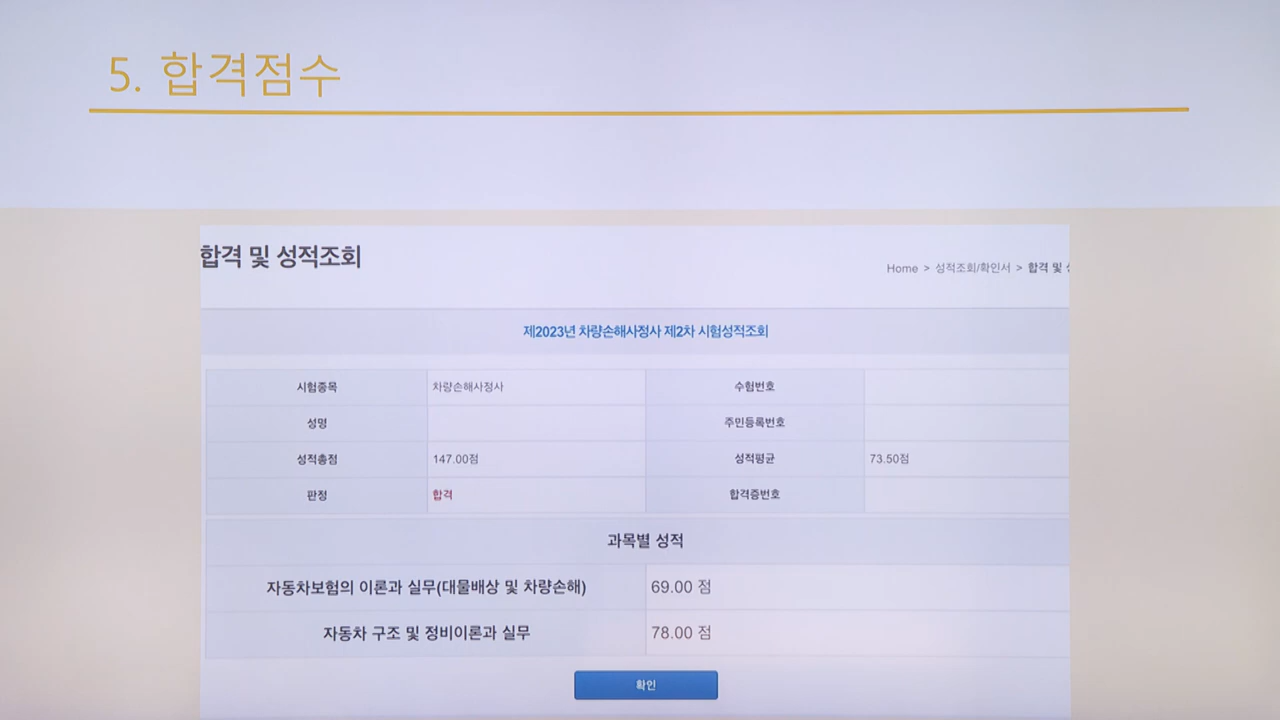 5. 합격점수
합격 및 성적조회
Home > 성적조회/확인서 > 합격 및
제2023년 차량손해사정사 제2차 시험성적조회
시험종목 차량손해사정사 수험번호
성명 주민등록번호
성적총점 147.00점 성적평균 73.50점
판정 합격 합격증번호
과목별 성적
자동차보험의 이론과 실무(대물배상 및 차량손해) 69.00 점
자동차 구조 및 정비이론과 실무 78.00 점
확인